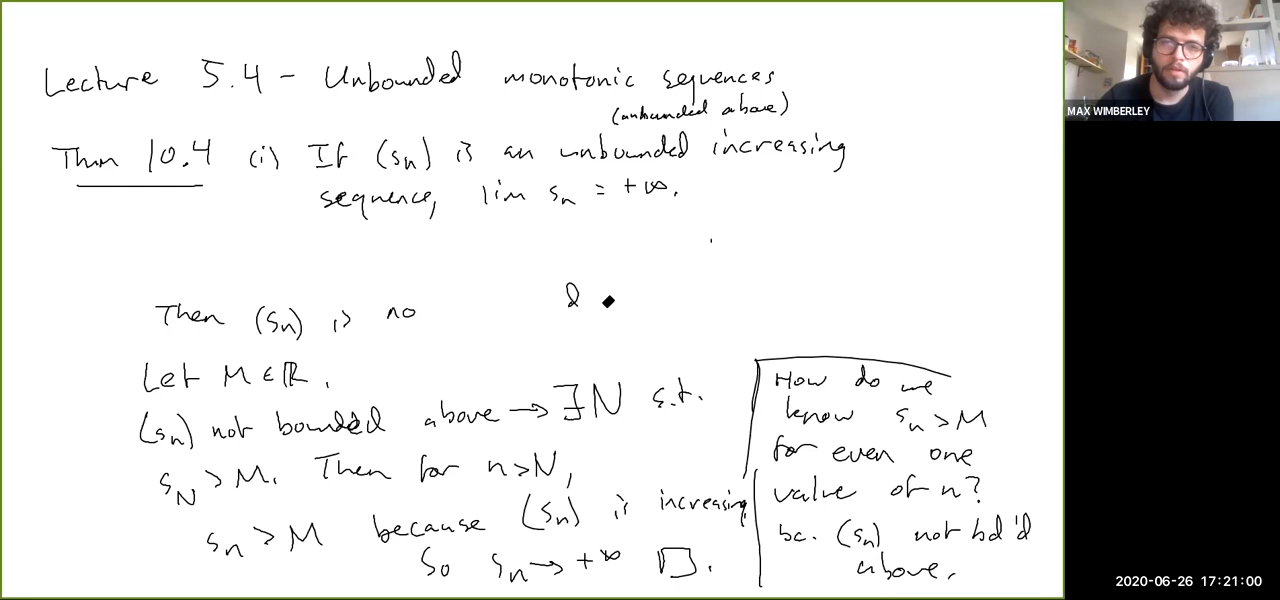 Lecture 5.4 - Unbounded monotonic sequences
(unbounded above)
Thm 10.4 (i) If (sₙ) is an unbounded increasing
sequence, lim sₙ = +∞.
Then (sₙ) is no
Let M∈ℝ.
(sₙ) not bounded above → ∃N s.t.
s_N > M. Then for n>N,
sₙ > M because (sₙ) is increasing
So sₙ → +∞ □.
How do we
know sₙ > M
for even one
value of n?
bc. (sₙ) not bd'd
above.
MAX WIMBERLEY
2020-06-26 17:21:00